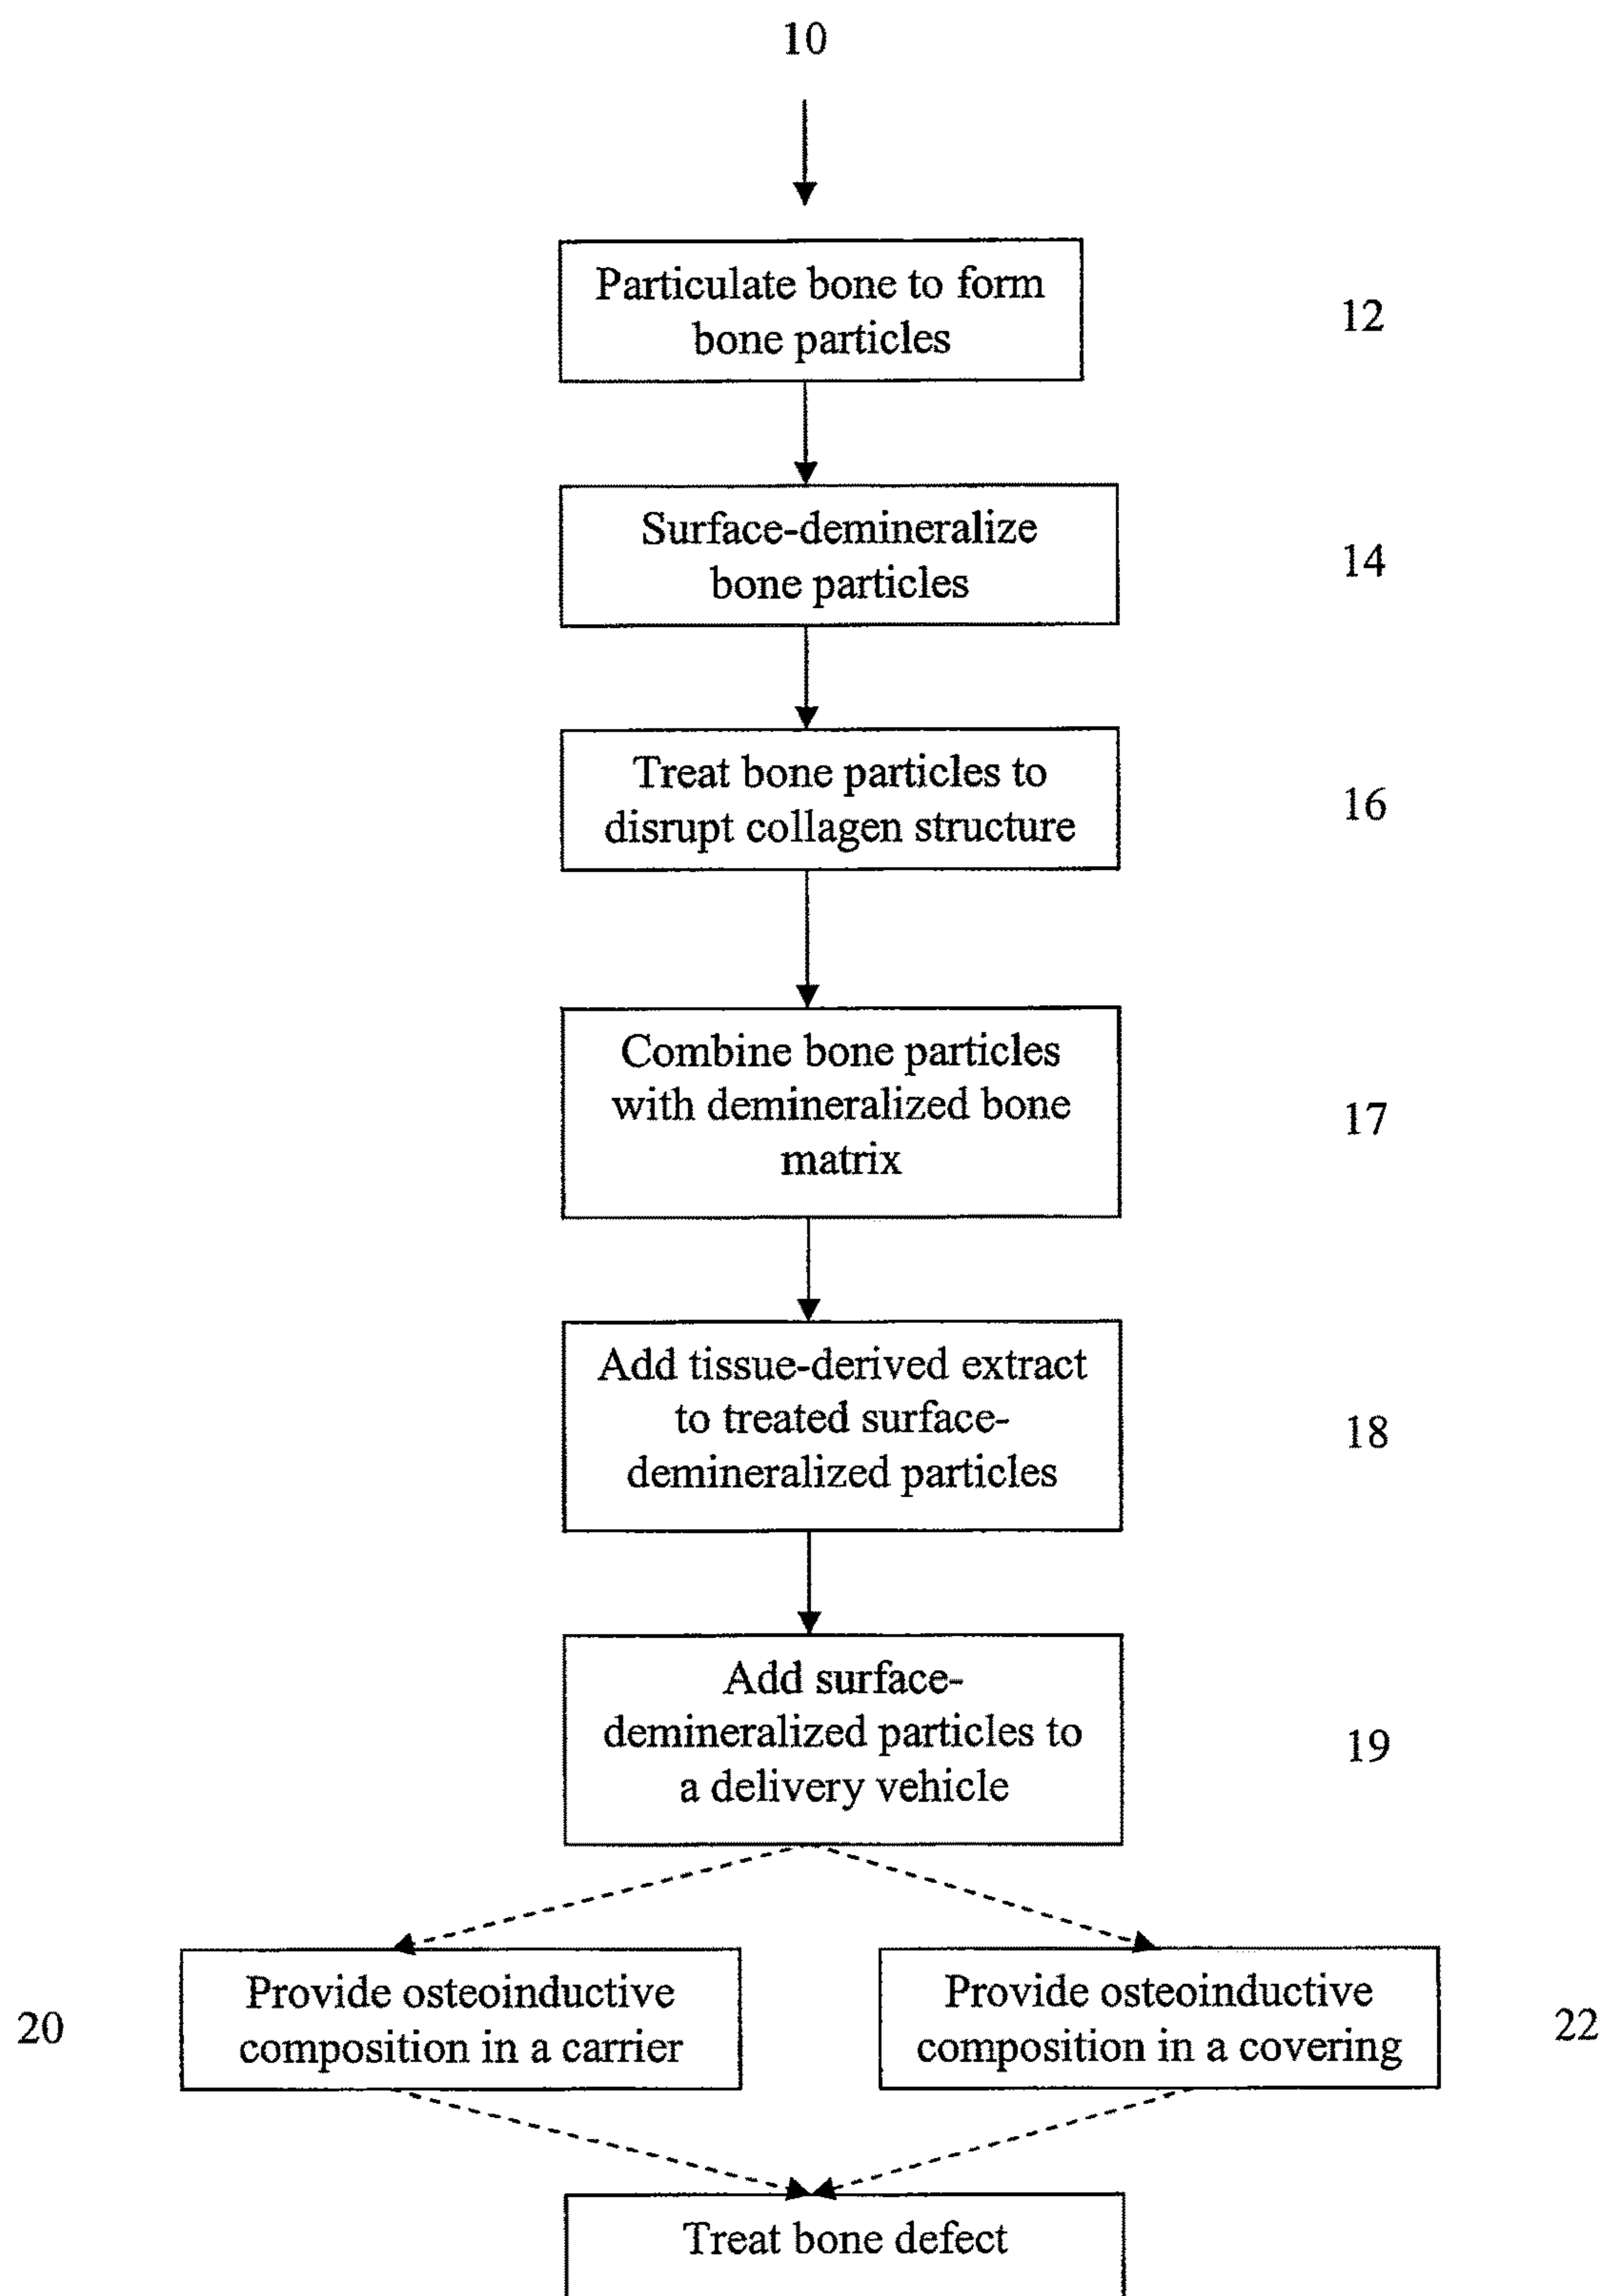 10
Particulate bone to form
bone particles
12
Surface-demineralize
bone particles
14
Treat bone particles to
disrupt collagen structure
16
Combine bone particles
with demineralized bone
matrix
17
Add tissue-derived extract
to treated surface-
demineralized particles
18
Add surface-
demineralized particles to
a delivery vehicle
19
20
Provide osteoinductive
composition in a carrier
Provide osteoinductive
composition in a covering
22
Treat bone defect